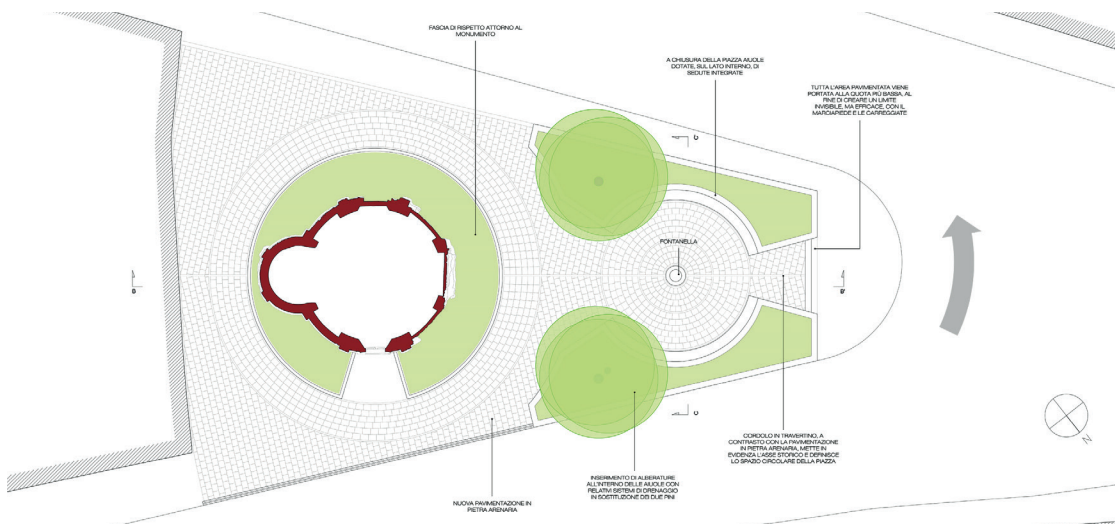 FASCIA DI RISPETTO ATTORNO AL
MONUMENTO
A CHIUSURA DELLA PIAZZA AIUOLE
DOTATE, SUL LATO INTERNO, DI
SEDUTE INTEGRATE
TUTTA L'AREA PAVIMENTATA VIENE
PORTATA ALLA QUOTA PIÙ BASSA, AL
FINE DI CREARE UN LIMITE
INVISIBILE, MA EFFICACE, CON IL
MARCIAPIEDE E LE CARREGGIATE
C'
FONTANELLA
B
B'
C
CORDOLO IN TRAVERTINO, A
CONTRASTO CON LA PAVIMENTAZIONE
IN PIETRA ARENARIA, METTE IN
EVIDENZA L'ASSE STORICO E DEFINISCE
LO SPAZIO CIRCOLARE DELLA PIAZZA
N
INSERIMENTO DI ALBERATURE
ALL'INTERNO DELLE AIUOLE CON
RELATIVI SISTEMI DI DRENAGGIO
IN SOSTITUZIONE DEI DUE PINI
NUOVA PAVIMENTAZIONE IN
PIETRA ARENARIA